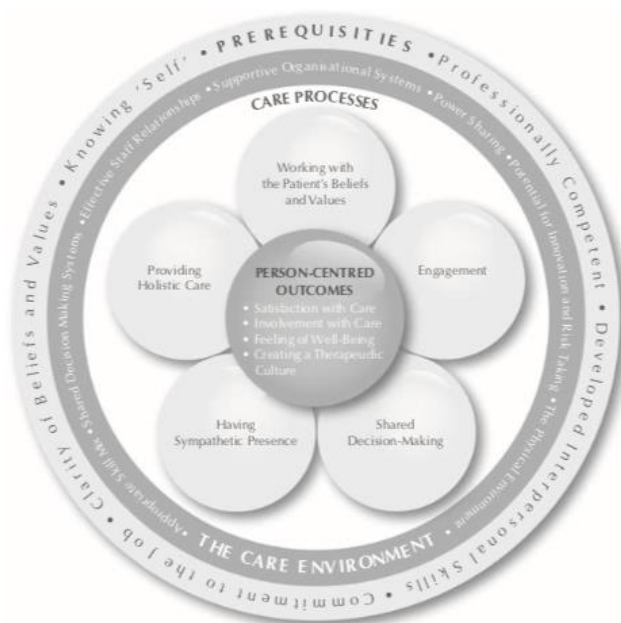 • PREREQUISITIES • Professionally Competent • Developed Interpersonal Skills • Commitment to the Job • Clarity of Beliefs and Values • Knowing 'Self'
• Supportive Organisational Systems • Power Sharing • Potential for Innovation and Risk Taking • The Physical Environment •
THE CARE ENVIRONMENT
• Appropriate Skill Mix • Shared Decision Making Systems • Effective Staff Relationships
CARE PROCESSES
Working with
the Patient's Beliefs
and Values
Engagement
Shared
Decision-Making
Having
Sympathetic Presence
Providing
Holistic Care
PERSON-CENTRED
OUTCOMES
• Satisfaction with Care
• Involvement with Care
• Feeling of Well-Being
• Creating a Therapeudic
Culture